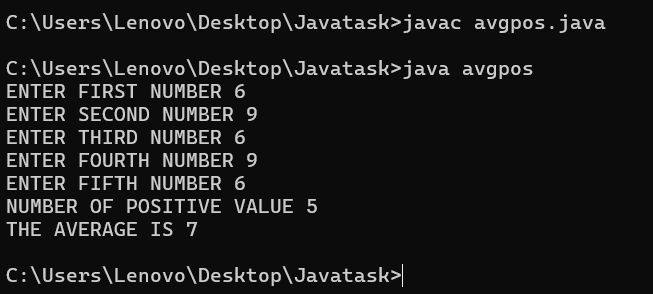 C:\Users\Lenovo\Desktop\Javatask>javac avgpos.java
C:\Users\Lenovo\Desktop\Javatask>java avgpos
ENTER FIRST NUMBER 6
ENTER SECOND NUMBER 9
ENTER THIRD NUMBER 6
ENTER FOURTH NUMBER 9
ENTER FIFTH NUMBER 6
NUMBER OF POSITIVE VALUE 5
THE AVERAGE IS 7
C:\Users\Lenovo\Desktop\Javatask>